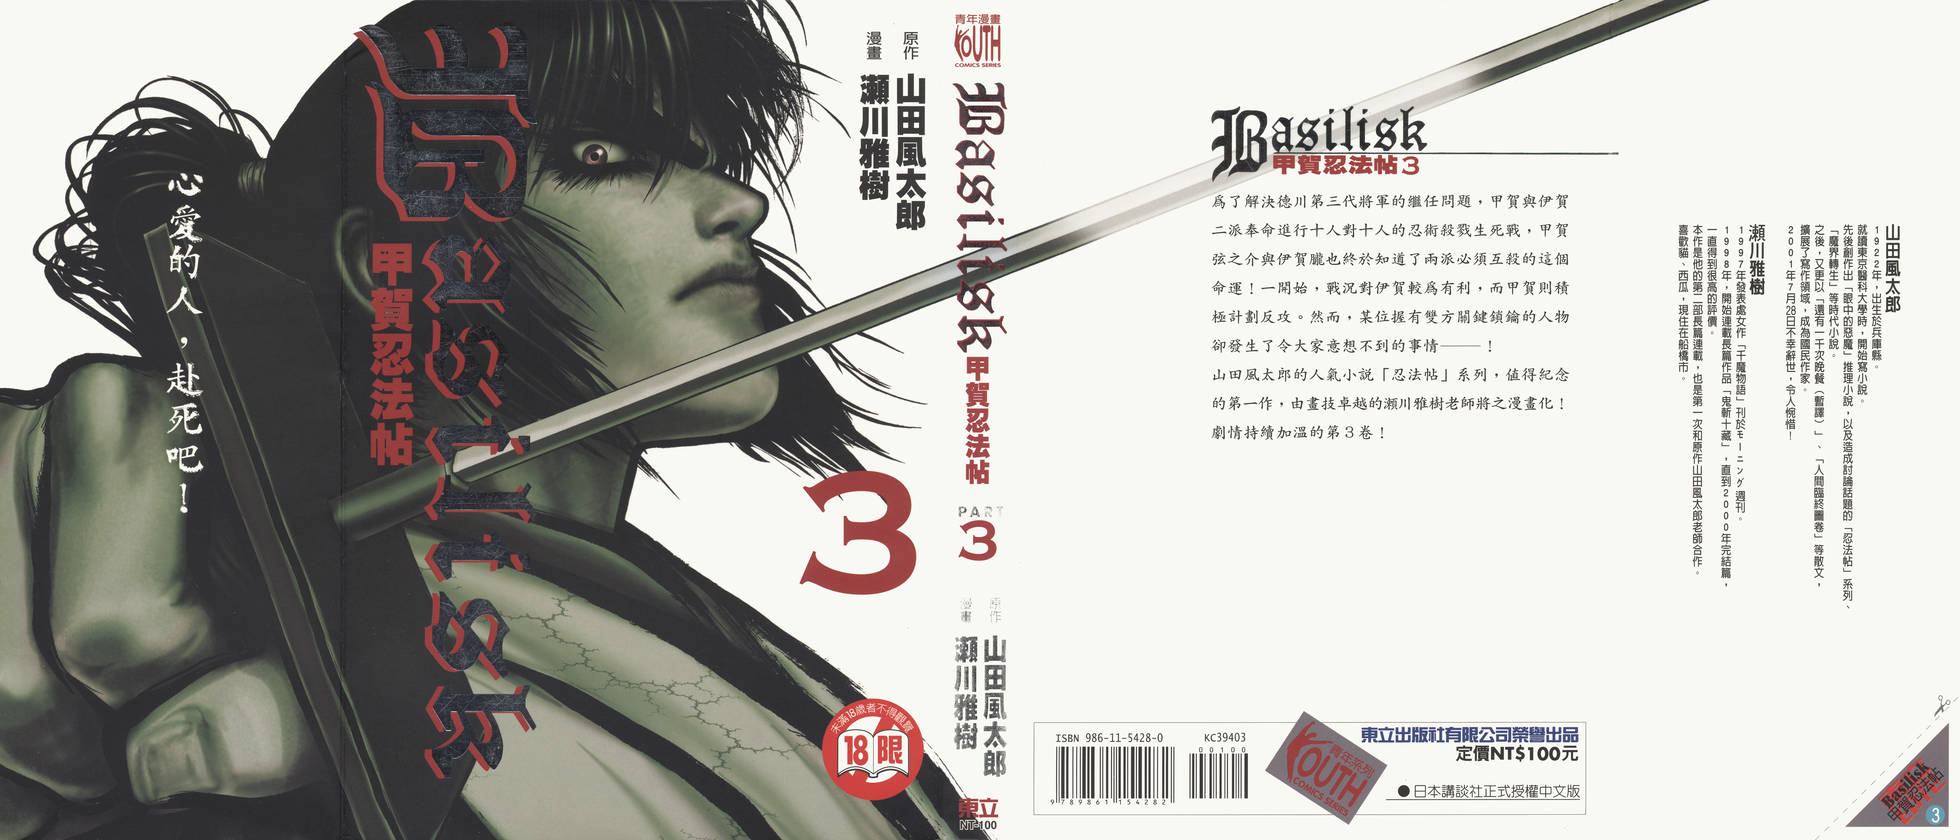 心愛的人，赴死吧！
Basilisk
甲賀忍法帖
原作 山田風太郎
漫畫 瀬川雅樹
3
未滿18歲者不得觀覽
18限
青年漫畫
YOUTH
COMICS SERIES
Basilisk
甲賀忍法帖
PART
3
原作 山田風太郎
漫畫 瀬川雅樹
東立
NT-100
Basilisk
甲賀忍法帖3
爲了解決德川第三代將軍的繼任問題，甲賀與伊賀
二派奉命進行十人對十人的忍術殺戮生死戰，甲賀
弦之介與伊賀朧也終於知道了兩派必須互殺的這個
命運！一開始，戰況對伊賀較爲有利，而甲賀則積
極計劃反攻。然而，某位握有雙方關鍵鎖鑰的人物
卻發生了令大家意想不到的事情——！
山田風太郎的人氣小説「忍法帖」系列，值得紀念
的第一作，由畫技卓越的瀬川雅樹老師將之漫畫化！
劇情持續加溫的第3卷！
ISBN 986-11-5428-0
KC39403
00100
9789861154282
青年系列
YOUTH
COMICS SERIES
東立出版社有限公司榮譽出品
定價NT$100元
●日本講談社正式授權中文版
山田風太郎
1922年，出生於兵庫縣。
就讀東京醫科大學時，開始寫小說。
先後創作出「眼中的惡魔」推理小說，以及造成討論話題的「忍法帖」系列、
「魔界轉生」等時代小說。
之後，又更以「還有一千次晚餐（暫譯）」、「人間臨終圖卷」等散文，
擴展了寫作領域，成為國民作家。
2001年7月28日不幸辭世，令人惋惜！
瀬川雅樹
1997年發表處女作「千魔物語」刊於モーニング週刊。
1998年，開始連載長篇作品「鬼斬十藏」，直到2000年完結篇，
一直得到很高的評價。
本作是他的第二部長篇連載，也是第一次和原作山田風太郎老師合作。
喜歡貓、西瓜，現住在船橋市。
Basilisk
甲賀忍法帖
3